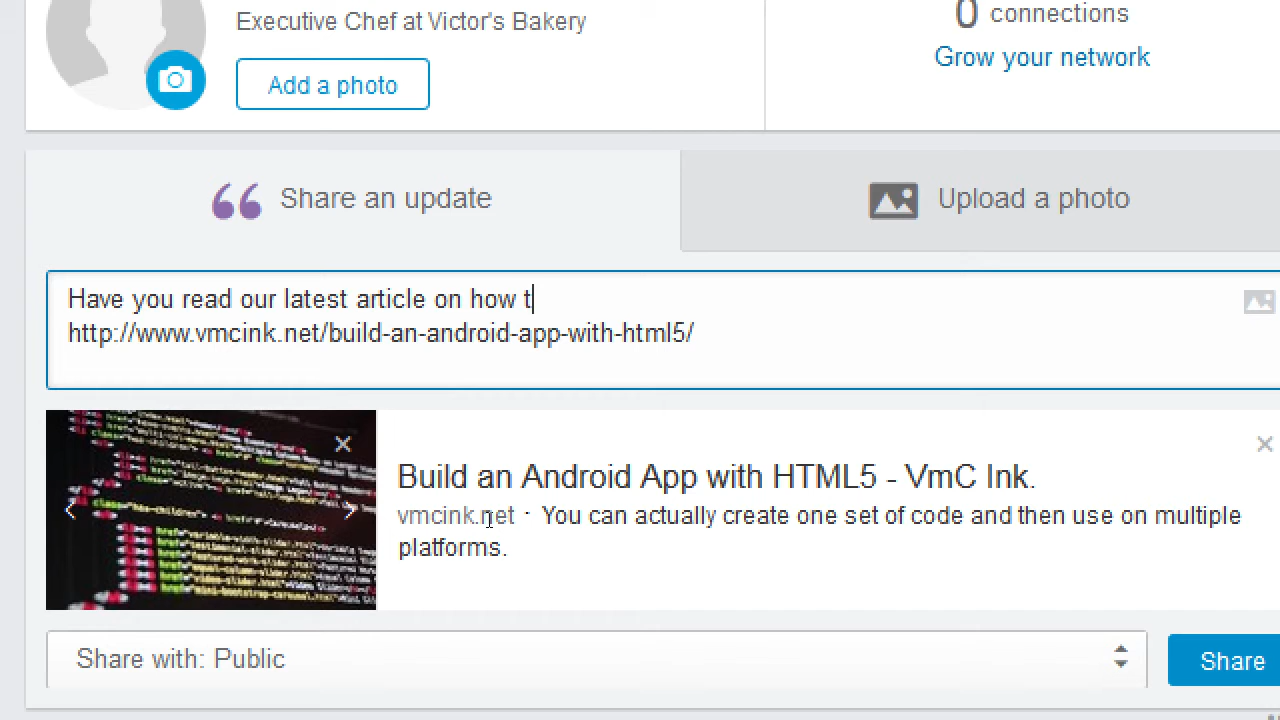 Executive Chef at Victor's Bakery
Add a photo
0 connections
Grow your network
Share an update
Upload a photo
Have you read our latest article on how t
http://www.vmcink.net/build-an-android-app-with-html5/
Build an Android App with HTML5 - VmC Ink.
vmcink.net · You can actually create one set of code and then use on multiple
platforms.
Share with: Public
Share